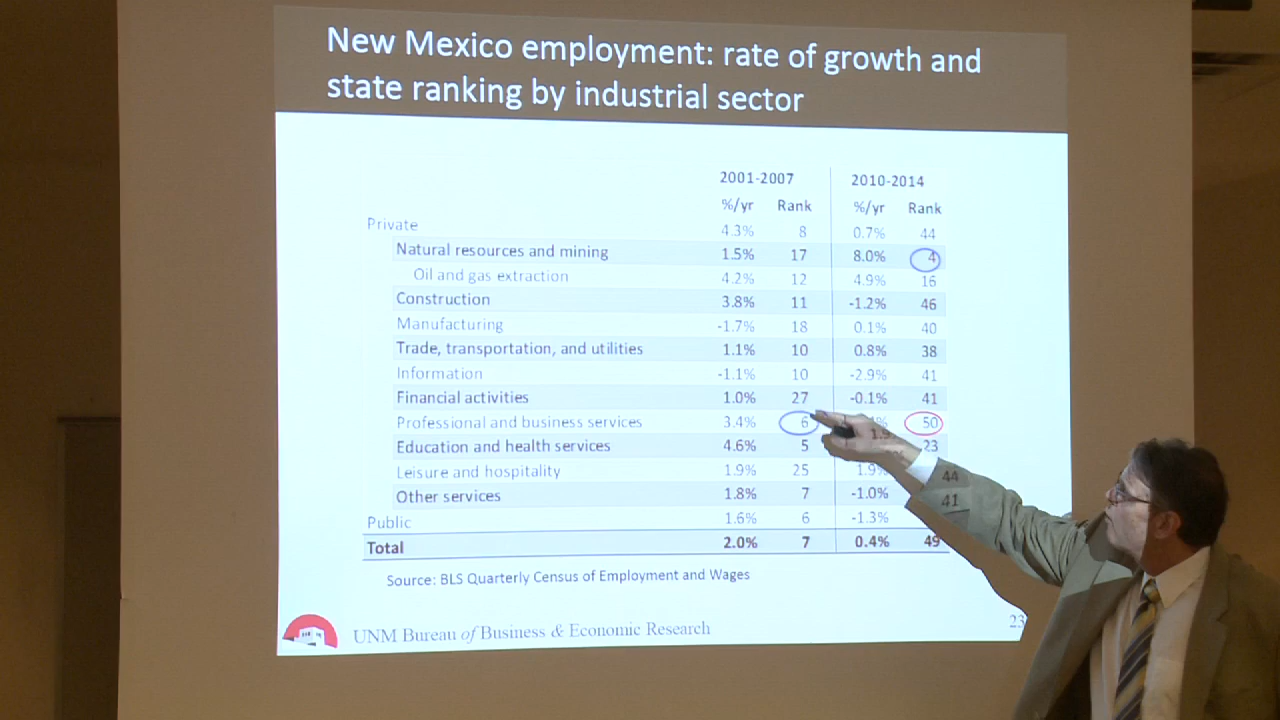 New Mexico employment: rate of growth and
state ranking by industrial sector
2001-2007 2010-2014
%/yr Rank %/yr Rank
Private 4.3% 8 0.7% 44
Natural resources and mining 1.5% 17 8.0% 4
Oil and gas extraction 4.2% 12 4.9% 16
Construction 3.8% 11 -1.2% 46
Manufacturing -1.7% 18 0.1% 40
Trade, transportation, and utilities 1.1% 10 0.8% 38
Information -1.1% 10 -2.9% 41
Financial activities 1.0% 27 -0.1% 41
Professional and business services 3.4% 6 50
Education and health services 4.6% 5 23
Leisure and hospitality 1.9% 25 1.9% 44
Other services 1.8% 7 -1.0% 41
Public 1.6% 6 -1.3%
Total 2.0% 7 0.4% 49
Source: BLS Quarterly Census of Employment and Wages
UNM Bureau of Business & Economic Research
23